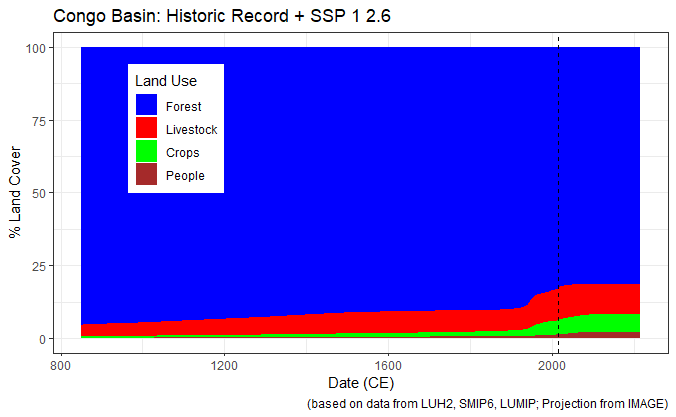 Congo Basin: Historic Record + SSP 1 2.6
100
75
50
25
0
% Land Cover
Land Use
Forest
Livestock
Crops
People
800
1200
1600
2000
Date (CE)
(based on data from LUH2, SMIP6, LUMIP; Projection from IMAGE)